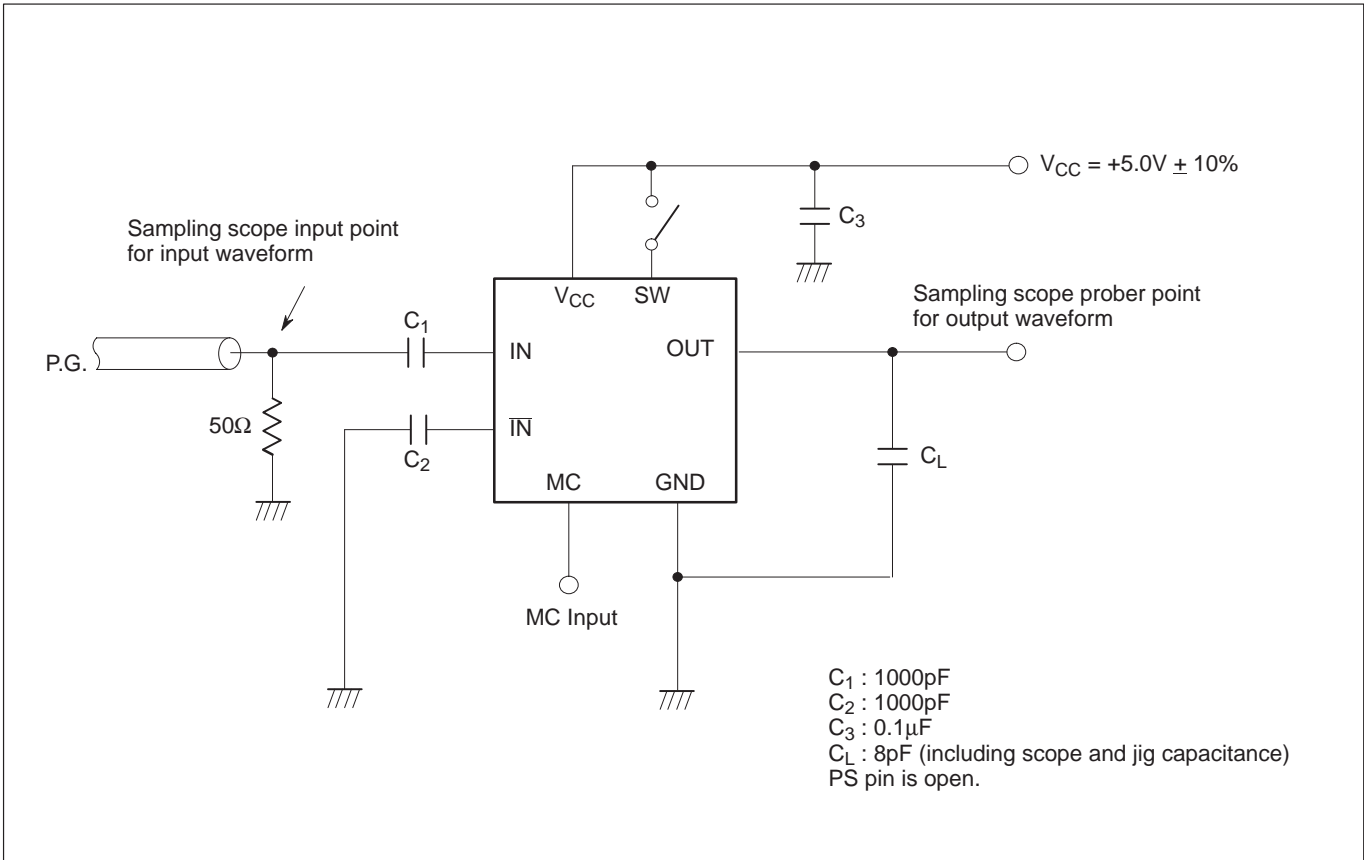 V_CC = +5.0V ± 10%
C_3
Sampling scope input point
for input waveform
V_CC
SW
Sampling scope prober point
for output waveform
C_1
P.G.
IN
OUT
50Ω
I̅N̅
C_2
C_L
MC
GND
MC Input
C_1 : 1000pF
C_2 : 1000pF
C_3 : 0.1μF
C_L : 8pF (including scope and jig capacitance)
PS pin is open.